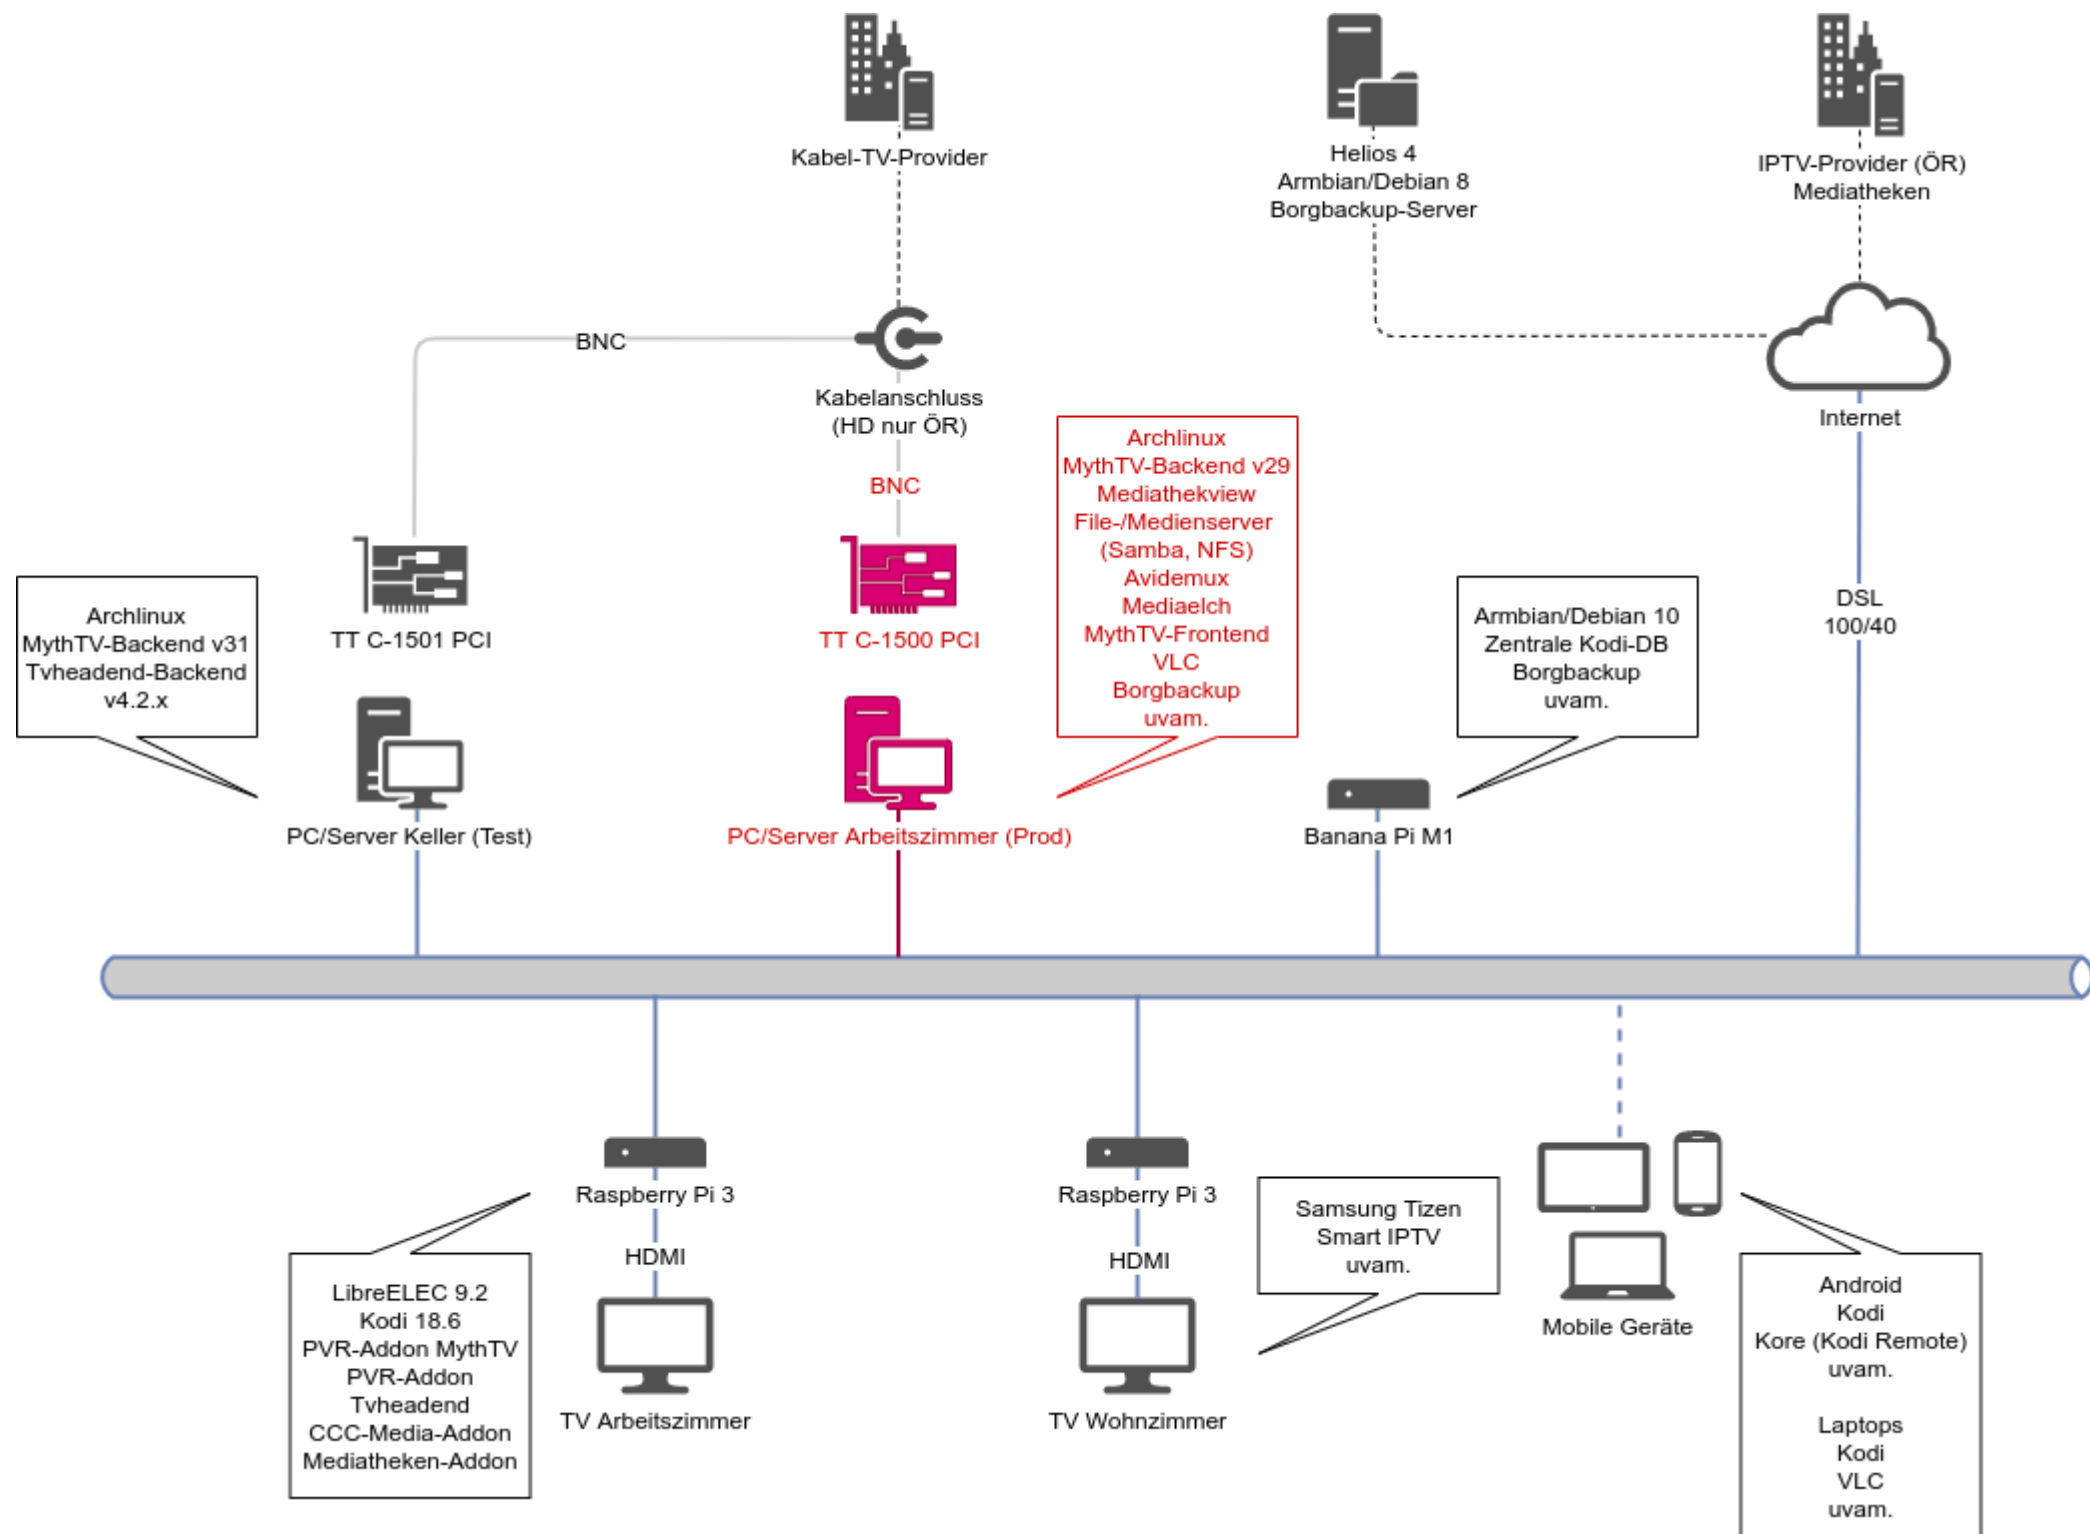 Kabel-TV-Provider
Helios 4
Armbian/Debian 8
Borgbackup-Server
IPTV-Provider (ÖR)
Mediatheken
BNC
Kabelanschluss
(HD nur ÖR)
BNC
Internet
DSL
100/40
TT C-1501 PCI
TT C-1500 PCI
Archlinux
MythTV-Backend v31
Tvheadend-Backend
v4.2.x
Archlinux
MythTV-Backend v29
Mediathekview
File-/Medienserver
(Samba, NFS)
Avidemux
Mediaelch
MythTV-Frontend
VLC
Borgbackup
uvam.
Armbian/Debian 10
Zentrale Kodi-DB
Borgbackup
uvam.
PC/Server Keller (Test)
PC/Server Arbeitszimmer (Prod)
Banana Pi M1
Raspberry Pi 3
HDMI
TV Arbeitszimmer
LibreELEC 9.2
Kodi 18.6
PVR-Addon MythTV
PVR-Addon
Tvheadend
CCC-Media-Addon
Mediatheken-Addon
Raspberry Pi 3
HDMI
TV Wohnzimmer
Samsung Tizen
Smart IPTV
uvam.
Mobile Geräte
Android
Kodi
Kore (Kodi Remote)
uvam.
Laptops
Kodi
VLC
uvam.